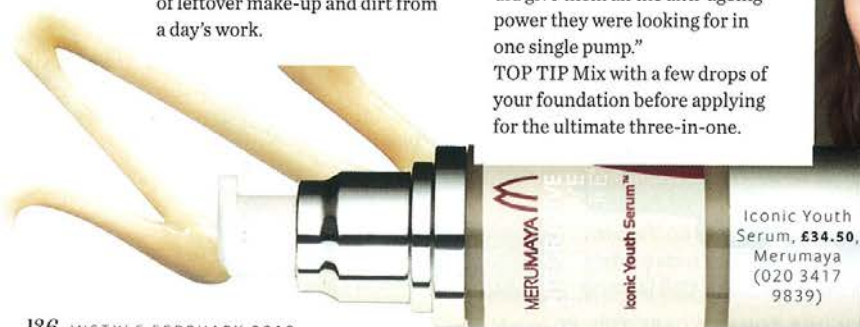 of leftover make-up and dirt from
a day's work.
power they were looking for in
one single pump.”
TOP TIP Mix with a few drops of
your foundation before applying
for the ultimate three-in-one.
MERUMAYA
Iconic Youth Serum™
Iconic Youth
Serum, £34.50,
Merumaya
(020 3417
9839)
136